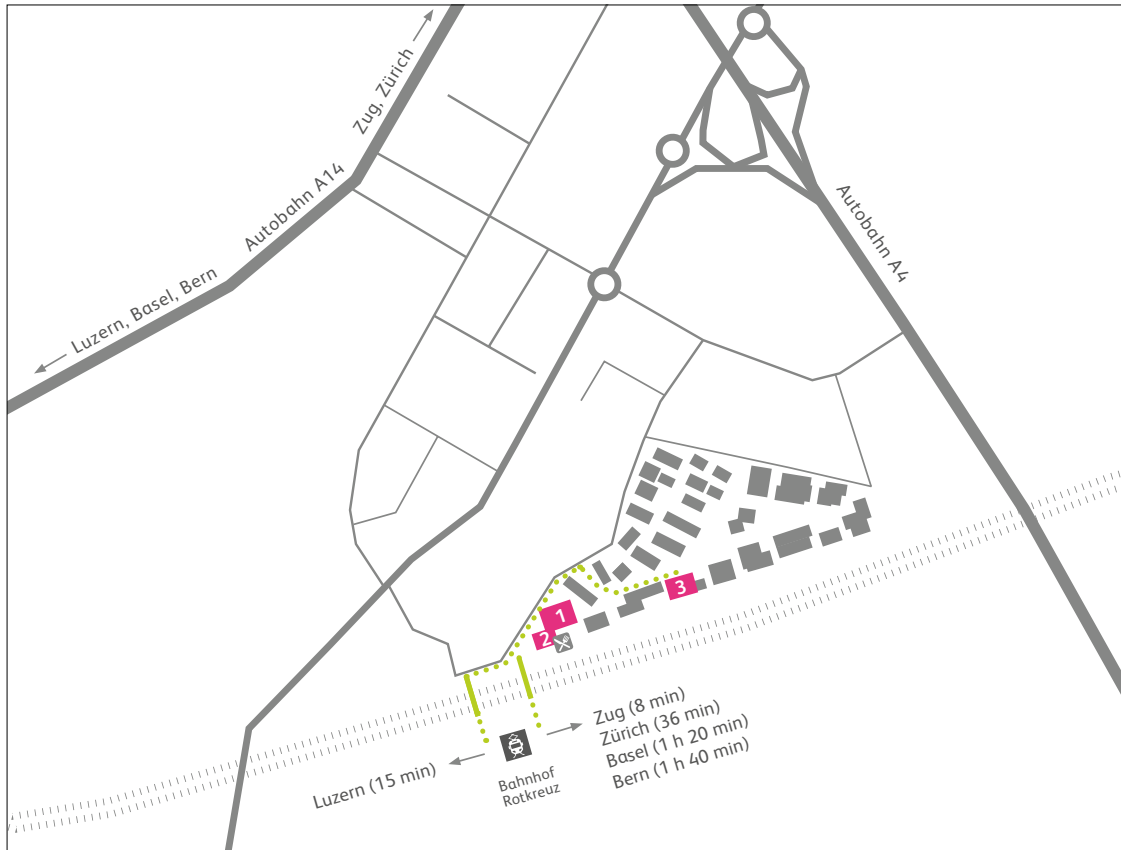 Zug, Zürich
Autobahn A14
Luzern, Basel, Bern
Autobahn A4
1
2
3
Zug (8 min)
Zürich (36 min)
Basel (1 h 20 min)
Bern (1 h 40 min)
Luzern (15 min)
Bahnhof
Rotkreuz